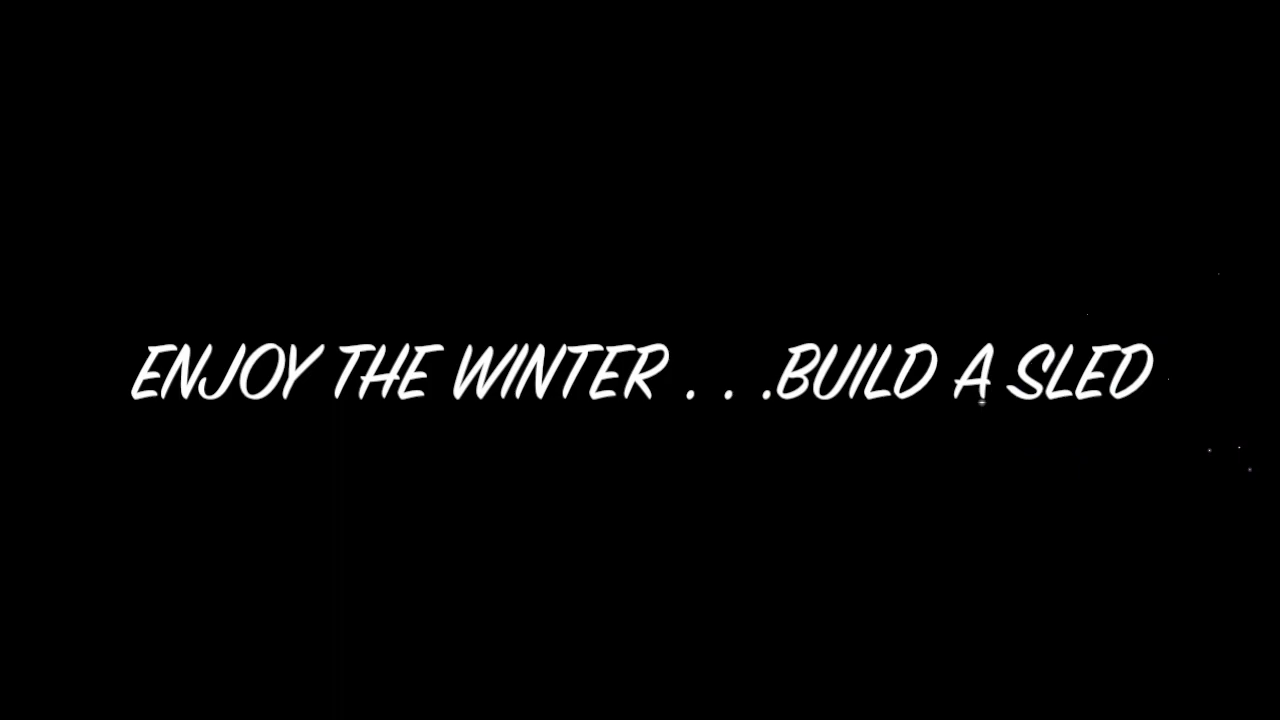 ENJOY THE WINTER . . .BUILD A SLED